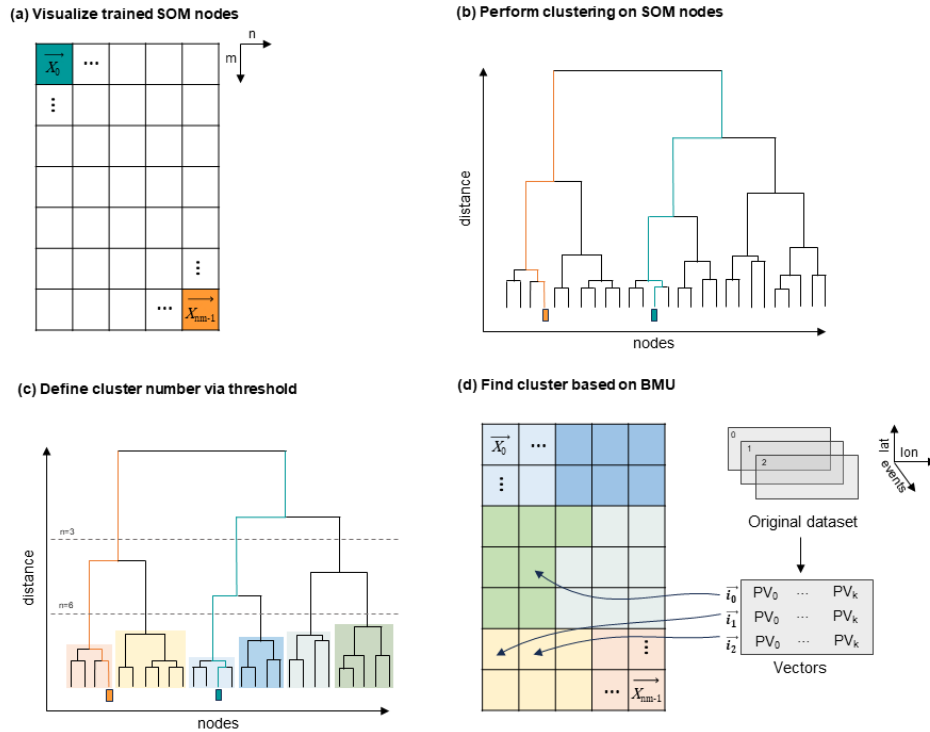 (a) Visualize trained SOM nodes
n
m
X₀ ⋯
⋮
⋮
⋯ Xnm-1
(b) Perform clustering on SOM nodes
distance
nodes
(c) Define cluster number via threshold
distance
n=3
n=6
nodes
(d) Find cluster based on BMU
X₀ ⋯
⋮
⋮
⋯ Xnm-1
0
1
2
lat
lon
events
Original dataset
i₀ PV₀ ⋯ PVₖ
i₁ PV₀ ⋯ PVₖ
i₂ PV₀ ⋯ PVₖ
Vectors